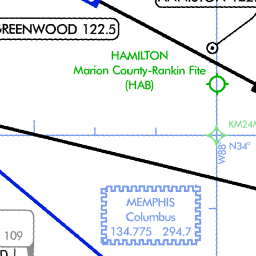 GREENWOOD 122.5
HAMILTON
Marion County-Rankin Fite
(HAB)
KM24M
N34°
W88°
MEMPHIS
Columbus
134.775 294.7
109